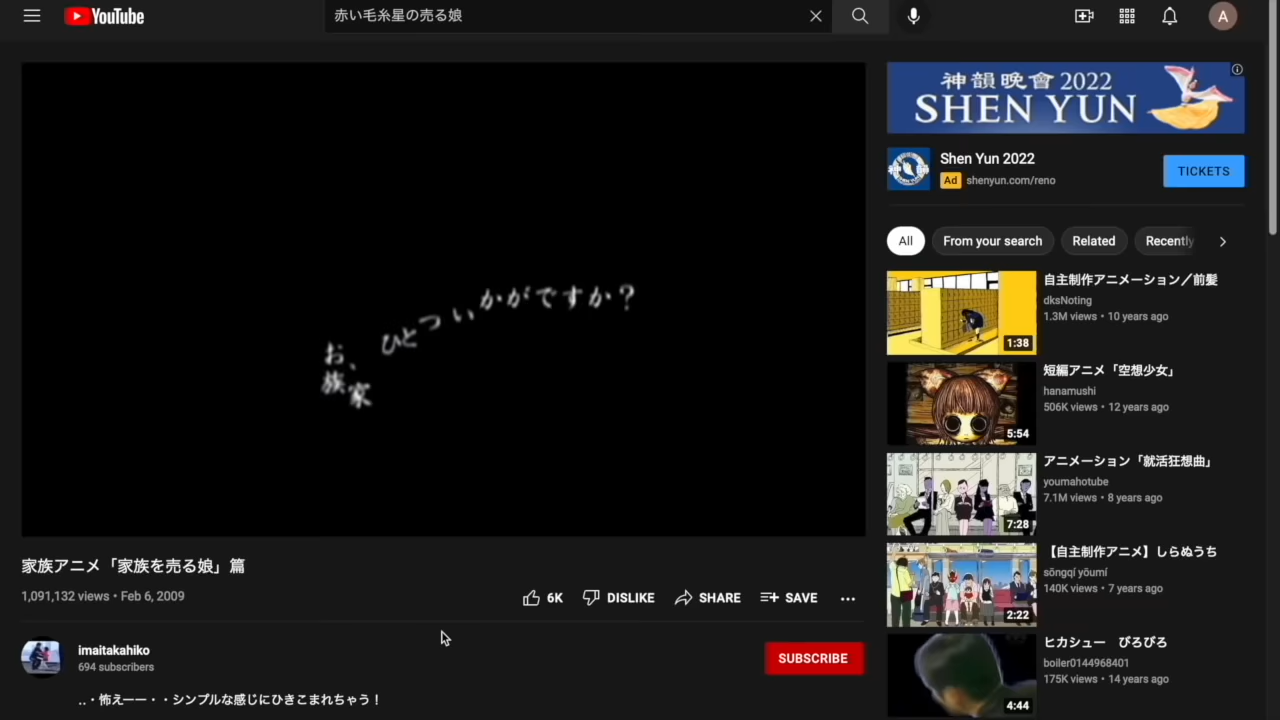 YouTube
赤い毛糸星の売る娘
A
お、
家族
ひとついかがですか？
家族アニメ「家族を売る娘」篇
1,091,132 views・Feb 6, 2009
6K DISLIKE SHARE SAVE
imaitakahiko
694 subscribers
SUBSCRIBE
..・怖えーー・・シンプルな感じにひきこまれちゃう！
神韻晚會 2022
SHEN YUN
Shen Yun 2022
Ad shenyun.com/reno
TICKETS
All From your search Related Recently
自主制作アニメーション／前髪
dksNoting
1.3M views・10 years ago
1:38
短編アニメ「空想少女」
hanamushi
506K views・12 years ago
5:54
アニメーション「就活狂想曲」
youmahotube
7.1M views・8 years ago
7:28
【自主制作アニメ】しらぬうち
sōngqí yōumí
140K views・7 years ago
2:22
ヒカシュー　びろびろ
boiler0144968401
175K views・14 years ago
4:44